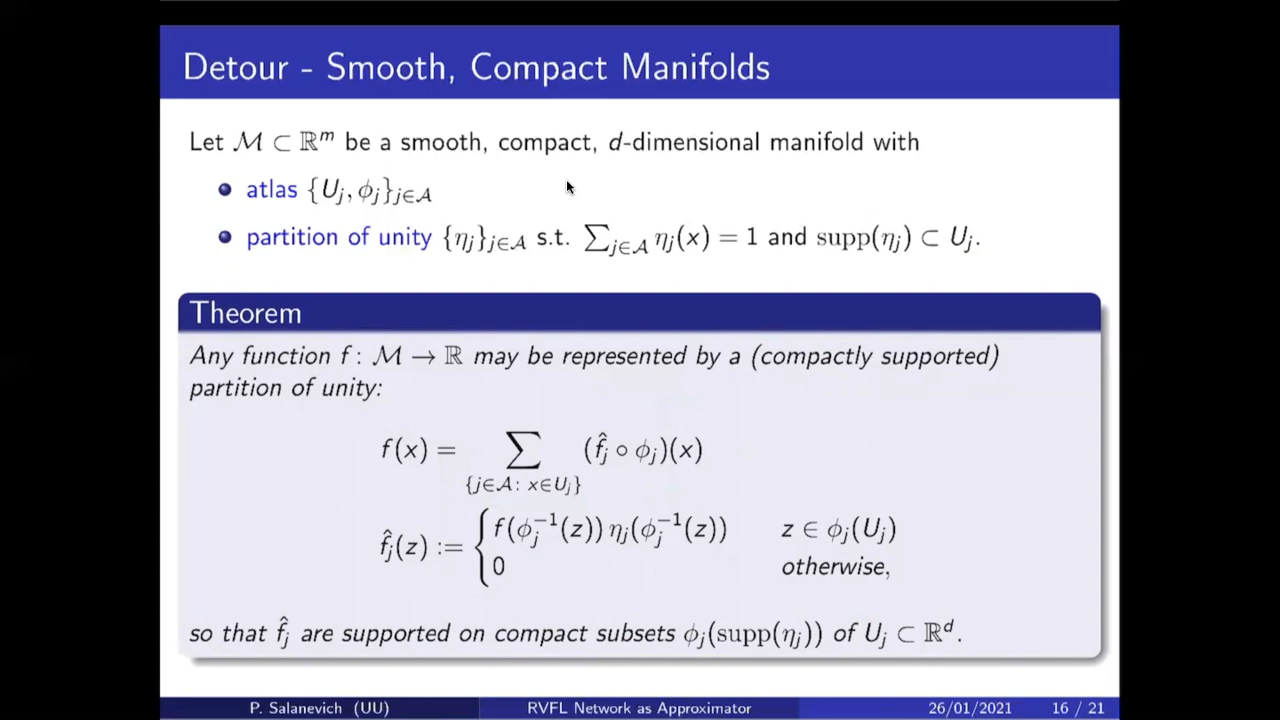 Detour - Smooth, Compact Manifolds
Let ℳ ⊂ ℝᵐ be a smooth, compact, d-dimensional manifold with
atlas {U_j, ϕ_j}_{j∈𝒜}
partition of unity {η_j}_{j∈𝒜} s.t. ∑_{j∈𝒜} η_j(x) = 1 and supp(η_j) ⊂ U_j.
Theorem
Any function f : ℳ → ℝ may be represented by a (compactly supported)
partition of unity:
f(x) = ∑_{{j∈𝒜: x∈U_j}} (f̂_j ∘ ϕ_j)(x)
f̂_j(z) := { f(ϕ_j^{-1}(z)) η_j(ϕ_j^{-1}(z)) z ∈ ϕ_j(U_j)
0 otherwise,
so that f̂_j are supported on compact subsets ϕ_j(supp(η_j)) of U_j ⊂ ℝᵈ.
P. Salanevich (UU) RVFL Network as Approximator 26/01/2021 16 / 21